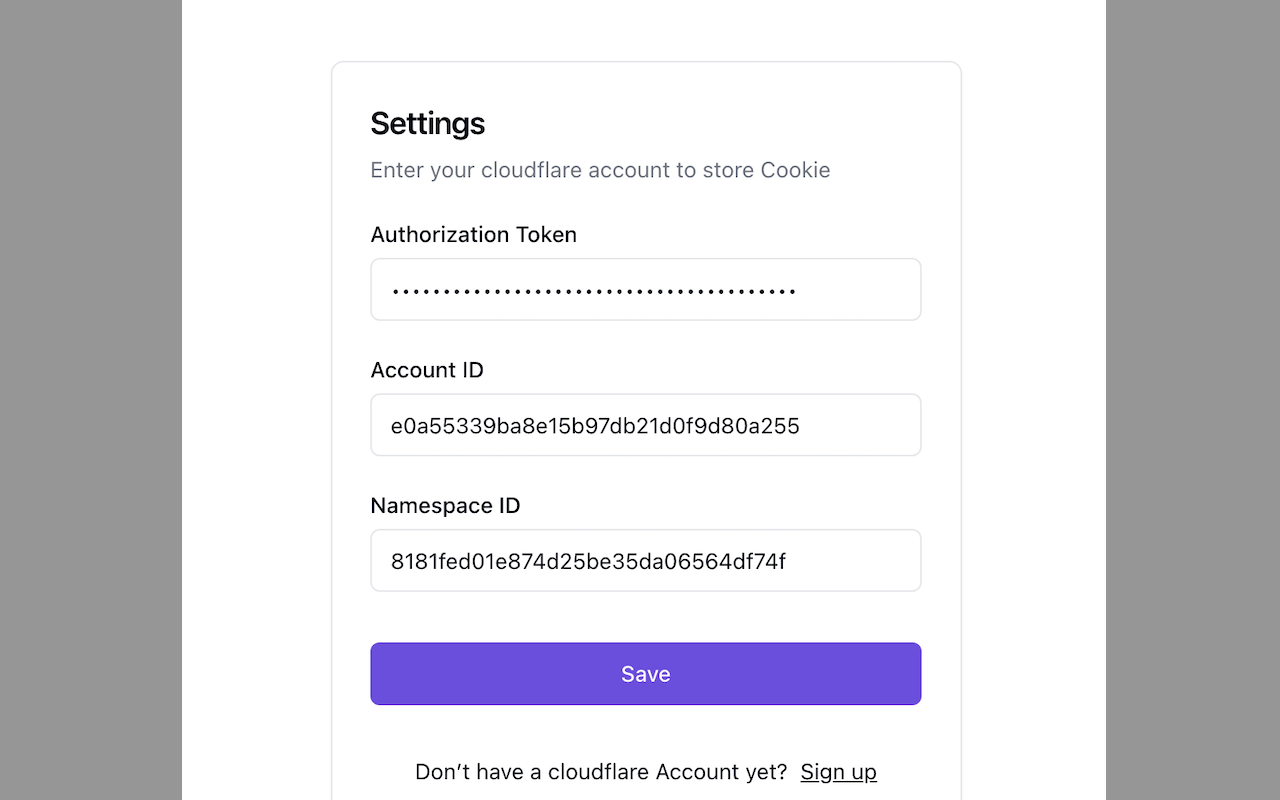 Settings
Enter your cloudflare account to store Cookie
Authorization Token
••••••••••••••••••••••••••••••••••••••••
Account ID
e0a55339ba8e15b97db21d0f9d80a255
Namespace ID
8181fed01e874d25be35da06564df74f
Save
Don’t have a cloudflare Account yet? Sign up